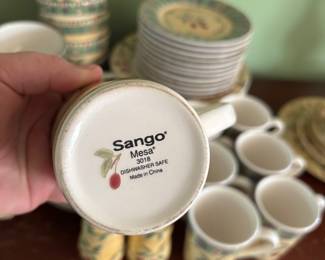 Sango®
Mesa®
3018
DISHWASHER SAFE
Made in China